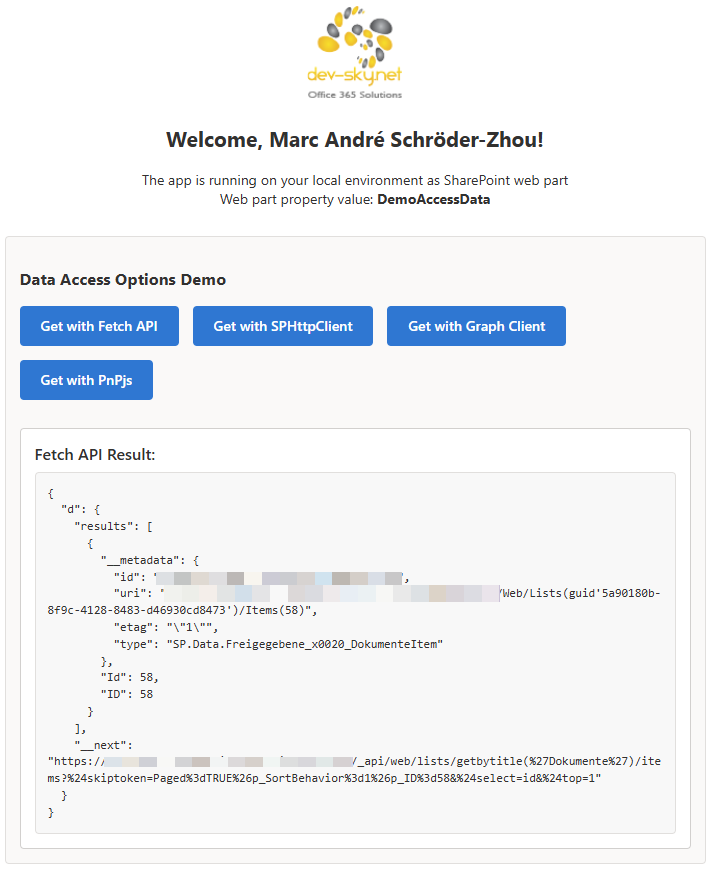 dev-sky.net
Office 365 Solutions
Welcome, Marc André Schröder-Zhou!
The app is running on your local environment as SharePoint web part
Web part property value: DemoAccessData
Data Access Options Demo
Get with Fetch API
Get with SPHttpClient
Get with Graph Client
Get with PnPjs
Fetch API Result:
{
"d": {
"results": [
{
"__metadata": {
"id": "",
"uri": "/Web/Lists(guid'5a90180b-
8f9c-4128-8483-d46930cd8473')/Items(58)",
"etag": "\"1\"",
"type": "SP.Data.Freigegebene_x0020_DokumenteItem"
},
"Id": 58,
"ID": 58
}
],
"__next":
"https:///_api/web/lists/getbytitle(%27Dokumente%27)/ite
ms?%24skiptoken=Paged%3dTRUE%26p_SortBehavior%3d1%26p_ID%3d58&%24select=id&%24top=1"
}
}